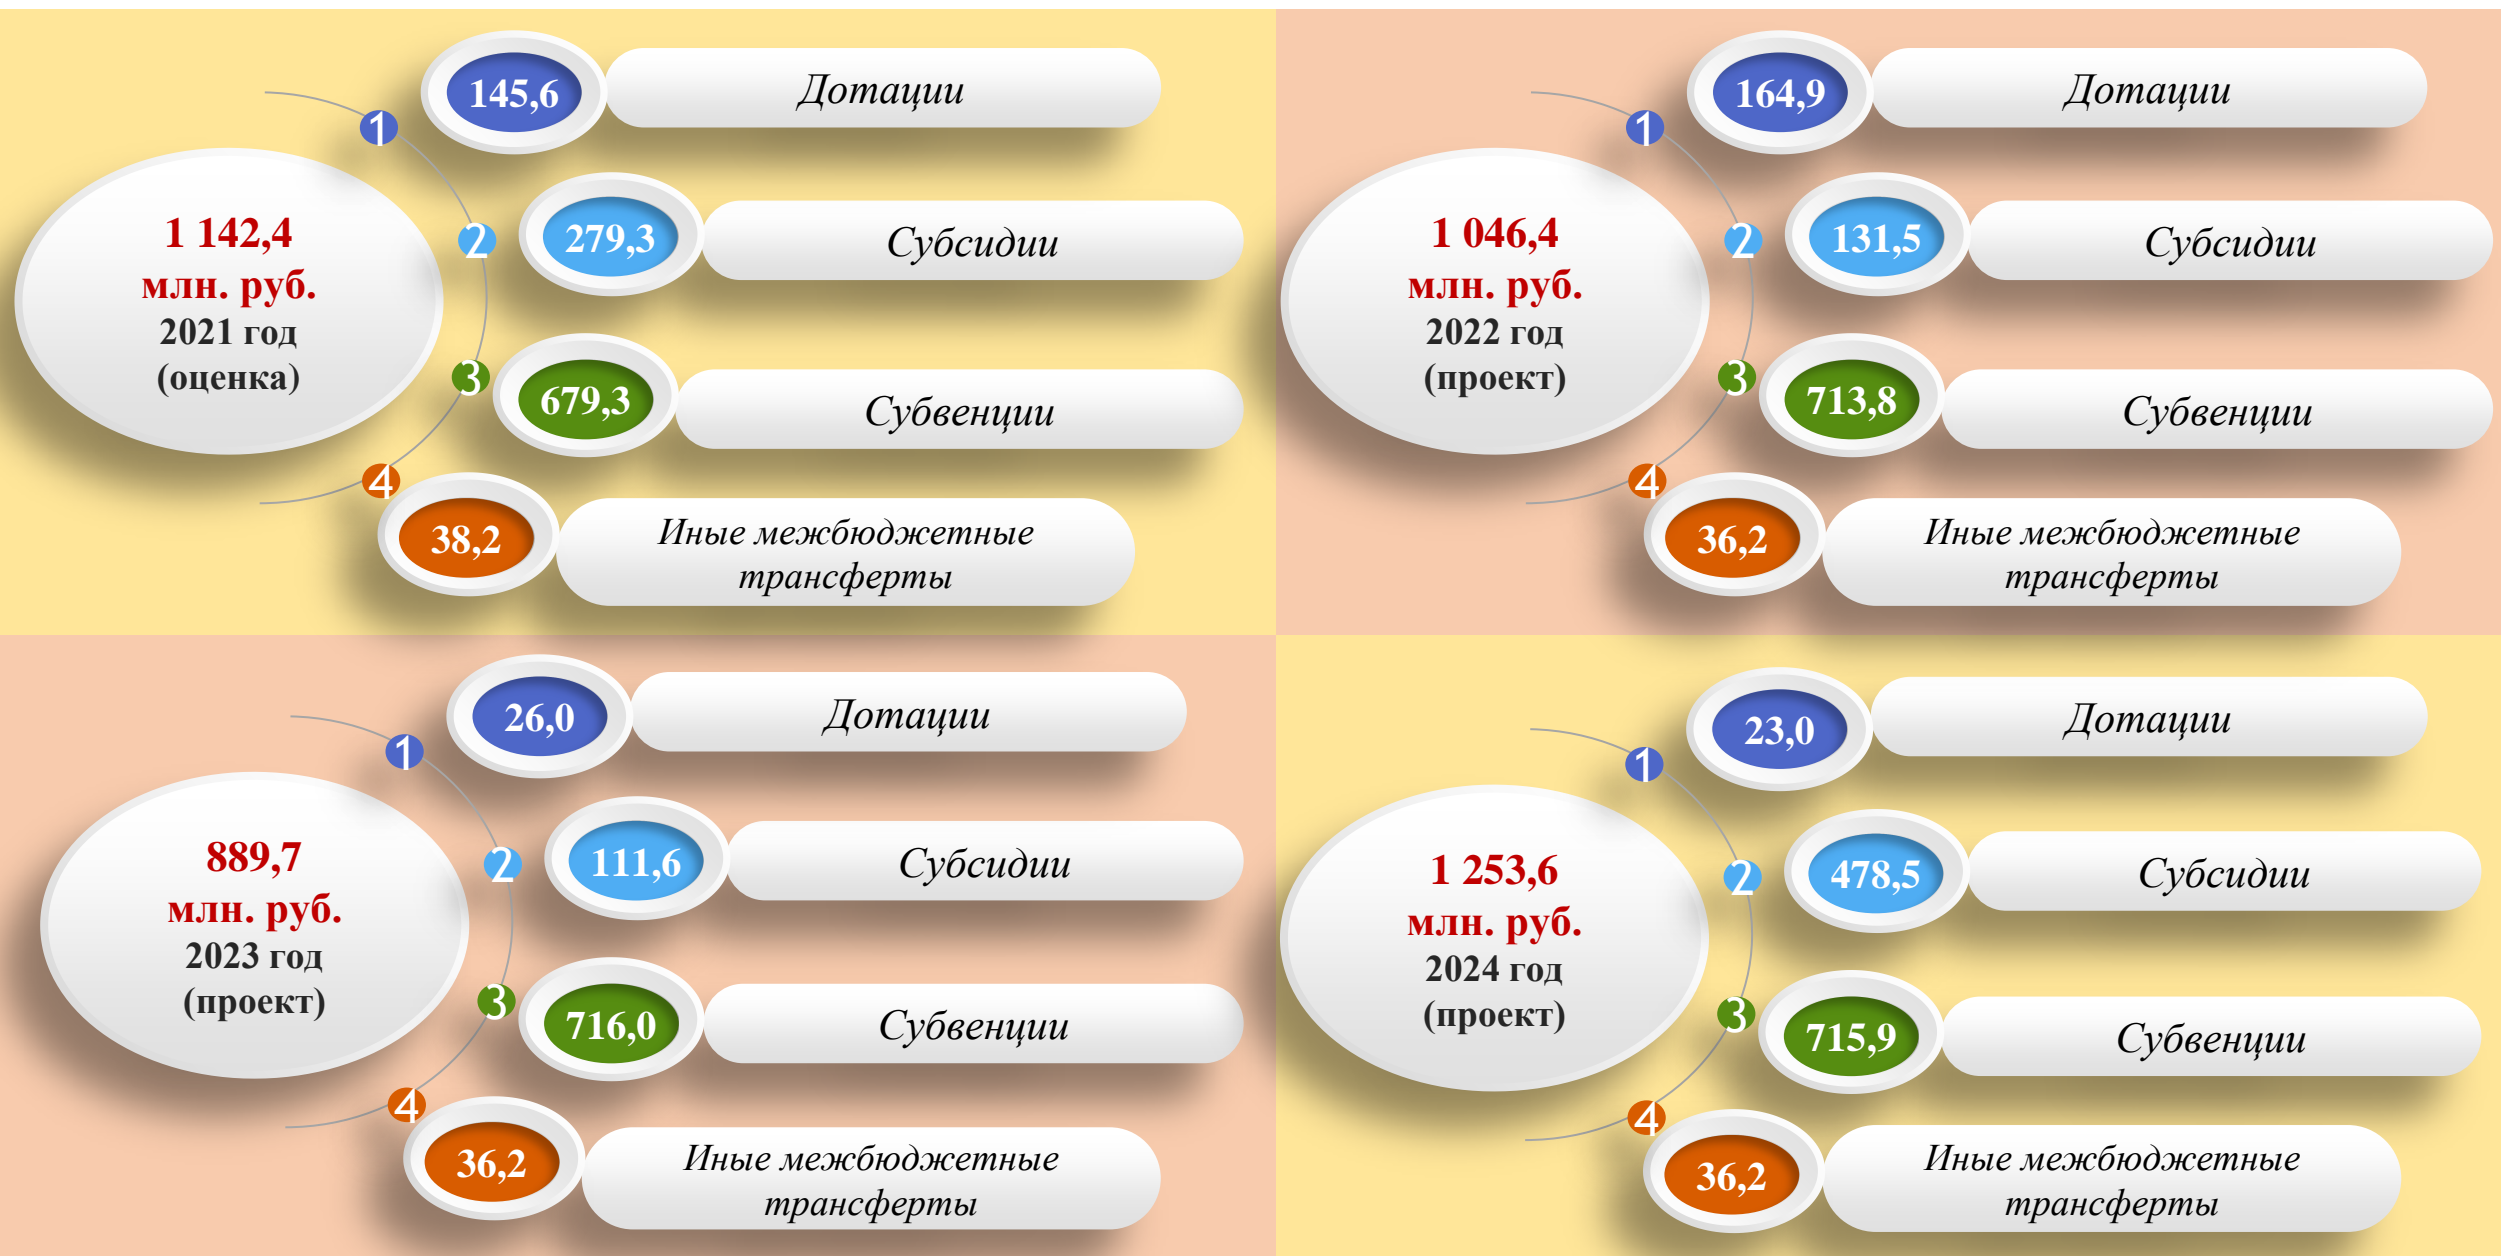 1 142,4
млн. руб.
2021 год
(оценка)
1
145,6
Дотации
2
279,3
Субсидии
3
679,3
Субвенции
4
38,2
Иные межбюджетные
трансферты
1 046,4
млн. руб.
2022 год
(проект)
1
164,9
Дотации
2
131,5
Субсидии
3
713,8
Субвенции
4
36,2
Иные межбюджетные
трансферты
889,7
млн. руб.
2023 год
(проект)
1
26,0
Дотации
2
111,6
Субсидии
3
716,0
Субвенции
4
36,2
Иные межбюджетные
трансферты
1 253,6
млн. руб.
2024 год
(проект)
1
23,0
Дотации
2
478,5
Субсидии
3
715,9
Субвенции
4
36,2
Иные межбюджетные
трансферты